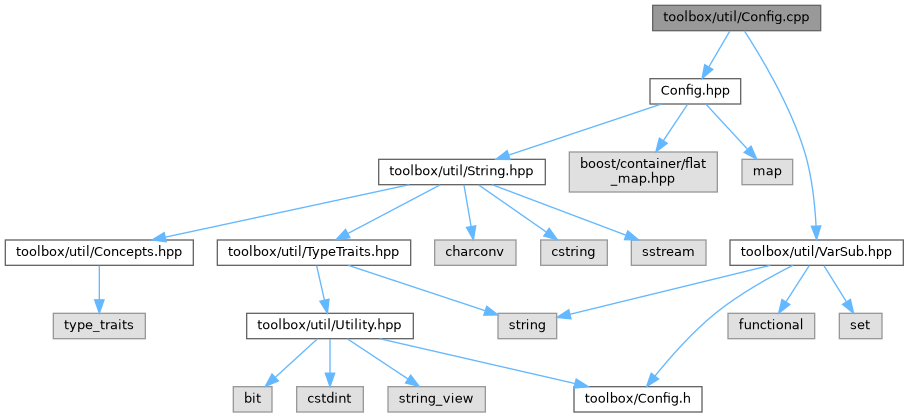 toolbox/util/Config.cpp
Config.hpp
toolbox/util/String.hpp
boost/container/flat
_map.hpp
map
toolbox/util/Concepts.hpp
toolbox/util/TypeTraits.hpp
charconv
cstring
sstream
toolbox/util/VarSub.hpp
type_traits
toolbox/util/Utility.hpp
string
functional
set
bit
cstdint
string_view
toolbox/Config.h